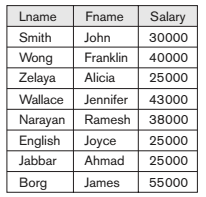 Lname Fname Salary
Smith John 30000
Wong Franklin 40000
Zelaya Alicia 25000
Wallace Jennifer 43000
Narayan Ramesh 38000
English Joyce 25000
Jabbar Ahmad 25000
Borg James 55000